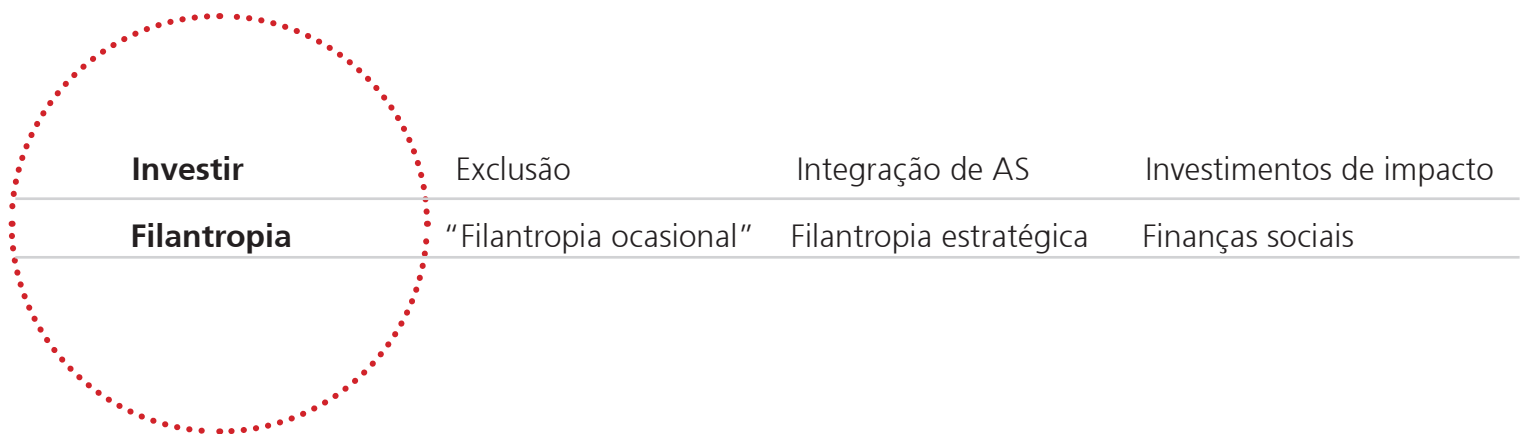 Investir Exclusão Integração de AS Investimentos de impacto
Filantropia “Filantropia ocasional” Filantropia estratégica Finanças sociais